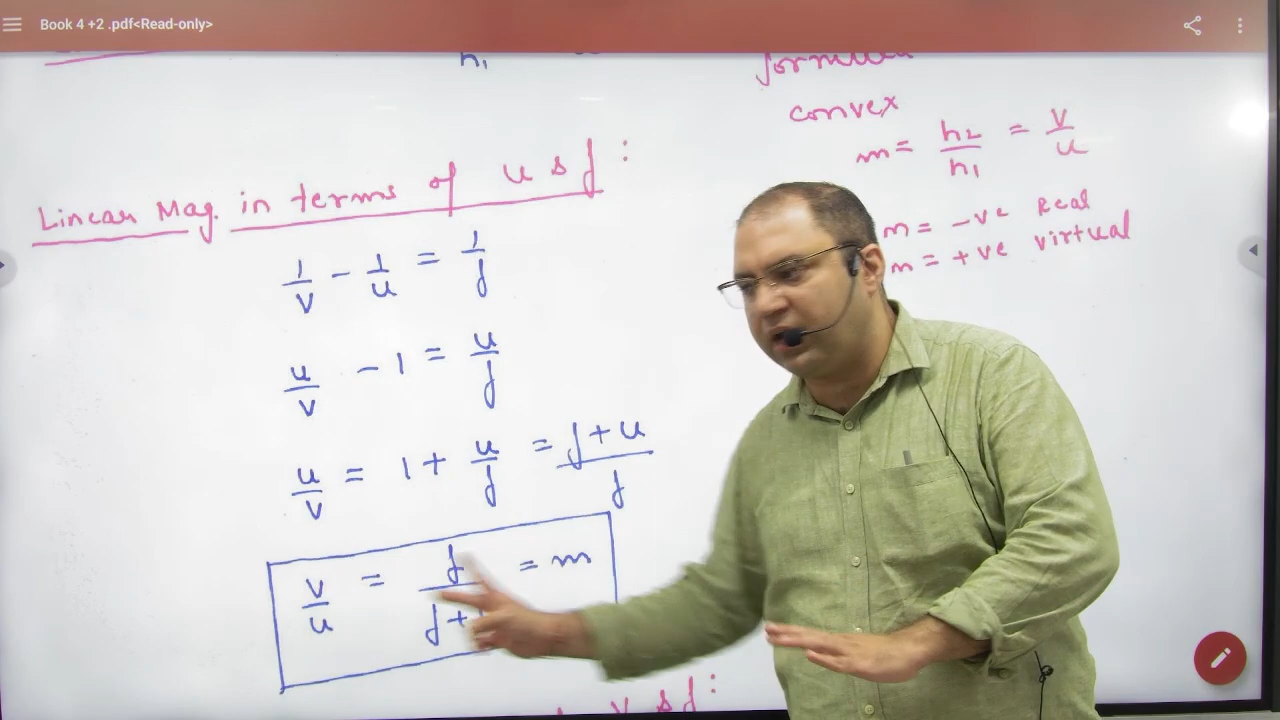 Book 4 +2 .pdf<Read-only>
h₁
formula
convex
m = h₂/h₁ = v/u
m = -ve Real
m = +ve virtual
Linear Mag. in terms of u & f :
1/v - 1/u = 1/f
u/v - 1 = u/f
u/v = 1 + u/f = f+u/f
v/u = f/f+ = m
v & f :